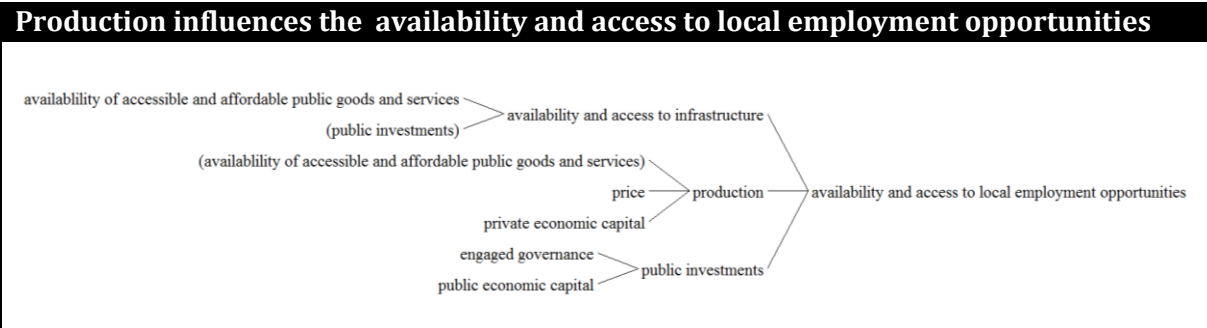 Production influences the  availability and access to local employment opportunities
availablility of accessible and affordable public goods and services
availability and access to infrastructure
(public investments)
(availablility of accessible and affordable public goods and services)
price
production
availability and access to local employment opportunities
private economic capital
engaged governance
public investments
public economic capital